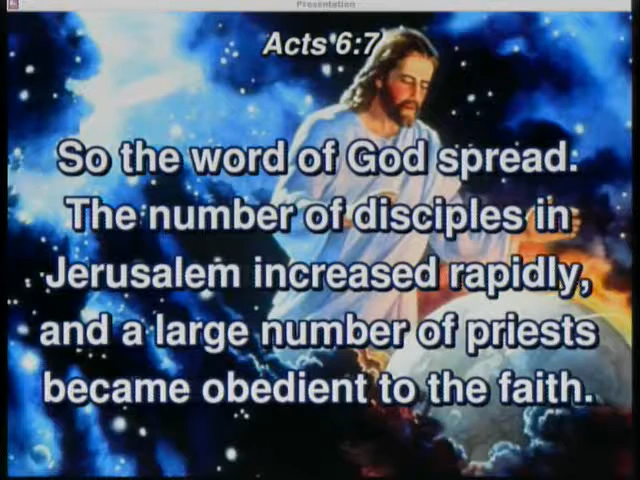 Presentation
Acts 6:7
So the word of God spread.
The number of disciples in
Jerusalem increased rapidly,
and a large number of priests
became obedient to the faith.